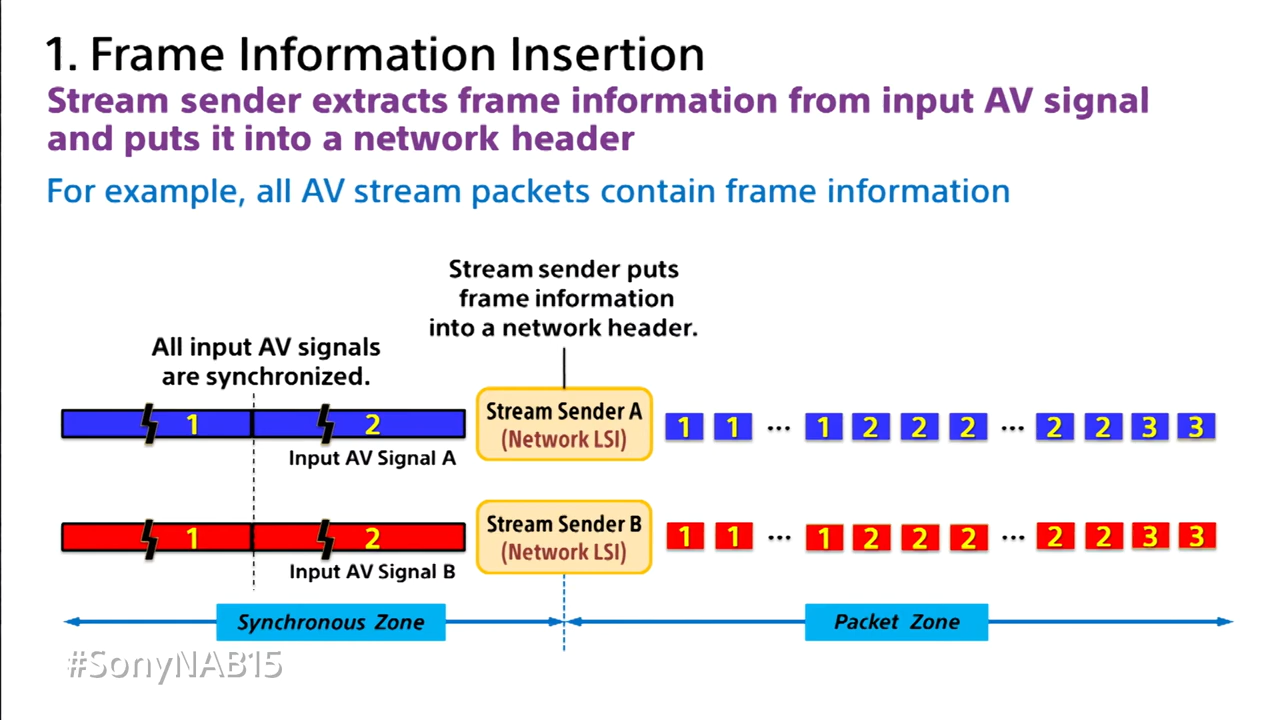 1. Frame Information Insertion
Stream sender extracts frame information from input AV signal
and puts it into a network header
For example, all AV stream packets contain frame information
Stream sender puts
frame information
into a network header.
All input AV signals
are synchronized.
1 2
Input AV Signal A
Stream Sender A
(Network LSI)
1 1 ... 1 2 2 2 ... 2 2 3 3
1 2
Input AV Signal B
Stream Sender B
(Network LSI)
1 1 ... 1 2 2 2 ... 2 2 3 3
Synchronous Zone
Packet Zone
#SonyNAB15